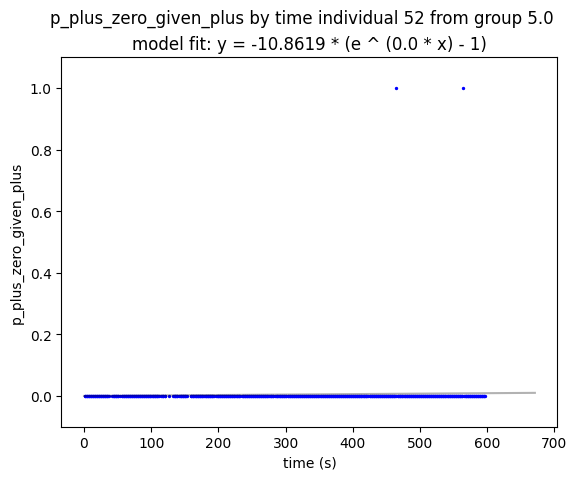 p_plus_zero_given_plus by time individual 52 from group 5.0
model fit: y = -10.8619 * (e ^ (0.0 * x) - 1)
1.0
0.8
0.6
0.4
0.2
0.0
p_plus_zero_given_plus
0 100 200 300 400 500 600 700
time (s)